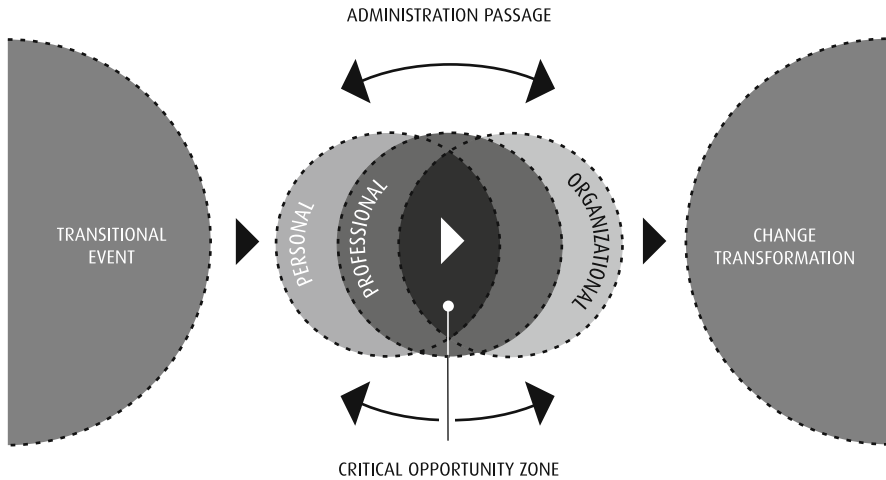 ADMINISTRATION PASSAGE
TRANSITIONAL
EVENT
PERSONAL
PROFESSIONAL
ORGANIZATIONAL
CHANGE
TRANSFORMATION
CRITICAL OPPORTUNITY ZONE